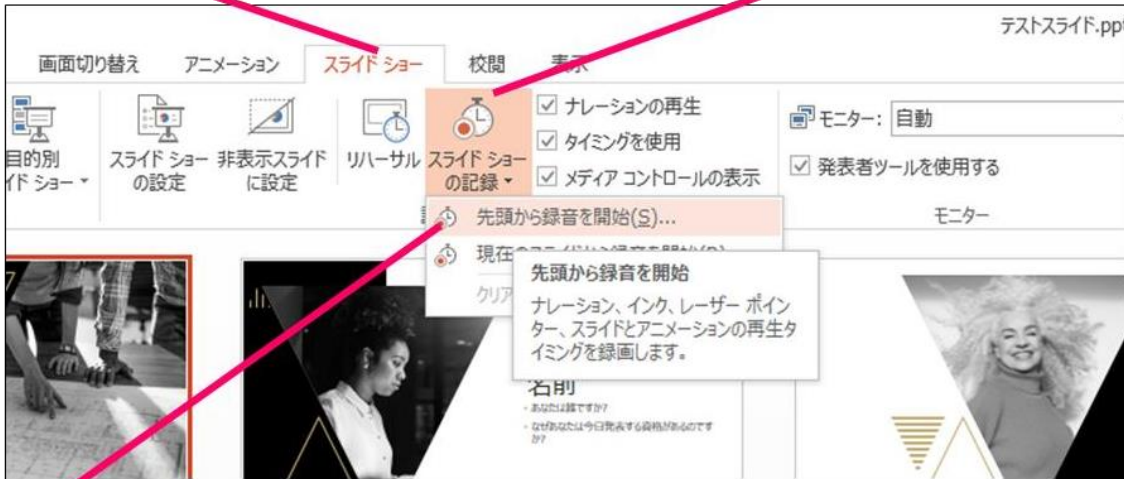 テストスライド.ppt
画面切り替え アニメーション スライド ショー 校閲 表示
目的別
スライド ショー
の設定
非表示スライド
に設定
リハーサル
スライド ショー
の記録
ナレーションの再生
タイミングを使用
メディア コントロールの表示
モニター: 自動
発表者ツールを使用する
モニター
先頭から録音を開始(S)...
現在
クリア
先頭から録音を開始
ナレーション、インク、レーザー ポイン
ター、スライドとアニメーションの再生タ
イミングを録画します。
名前
あなたは誰ですか?
なぜあなたは今日発表する資格があるのです
か?